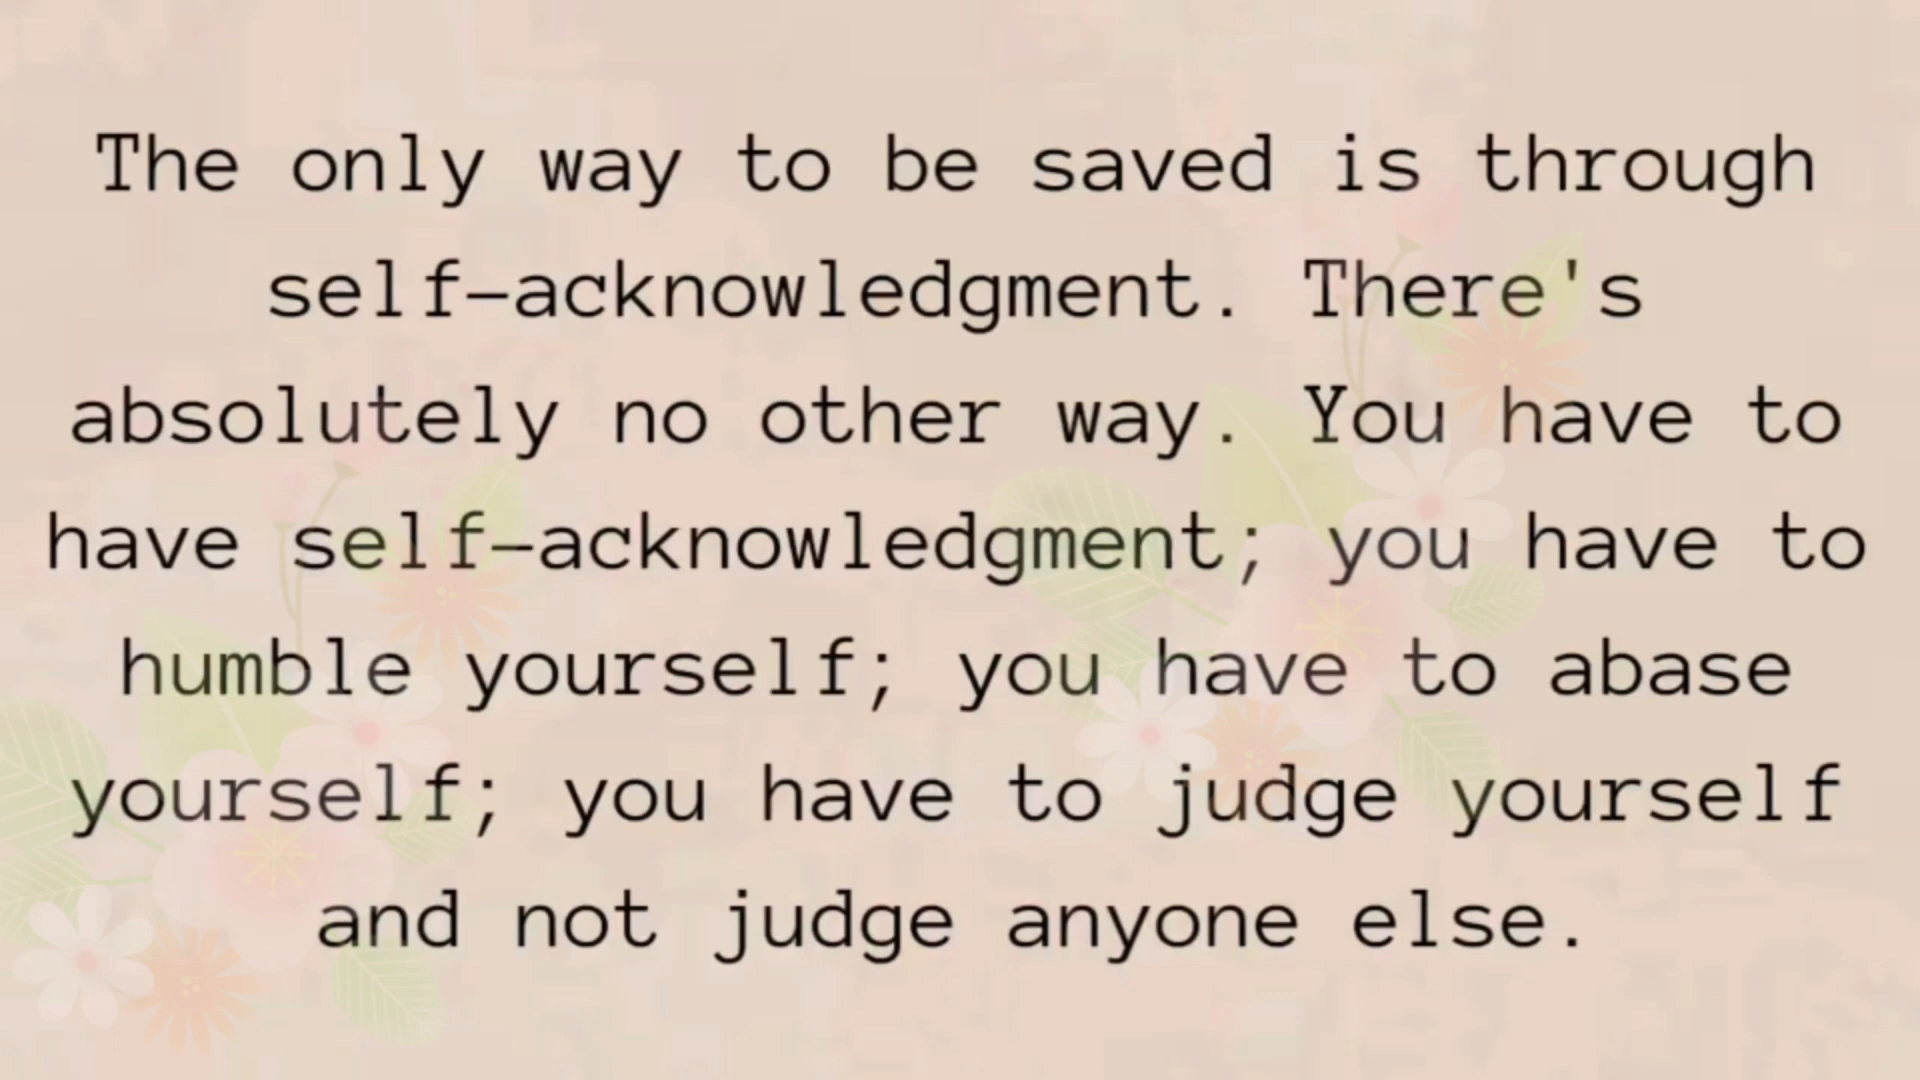 The only way to be saved is through
self-acknowledgment. There's
absolutely no other way. You have to
have self-acknowledgment; you have to
humble yourself; you have to abase
yourself; you have to judge yourself
and not judge anyone else.